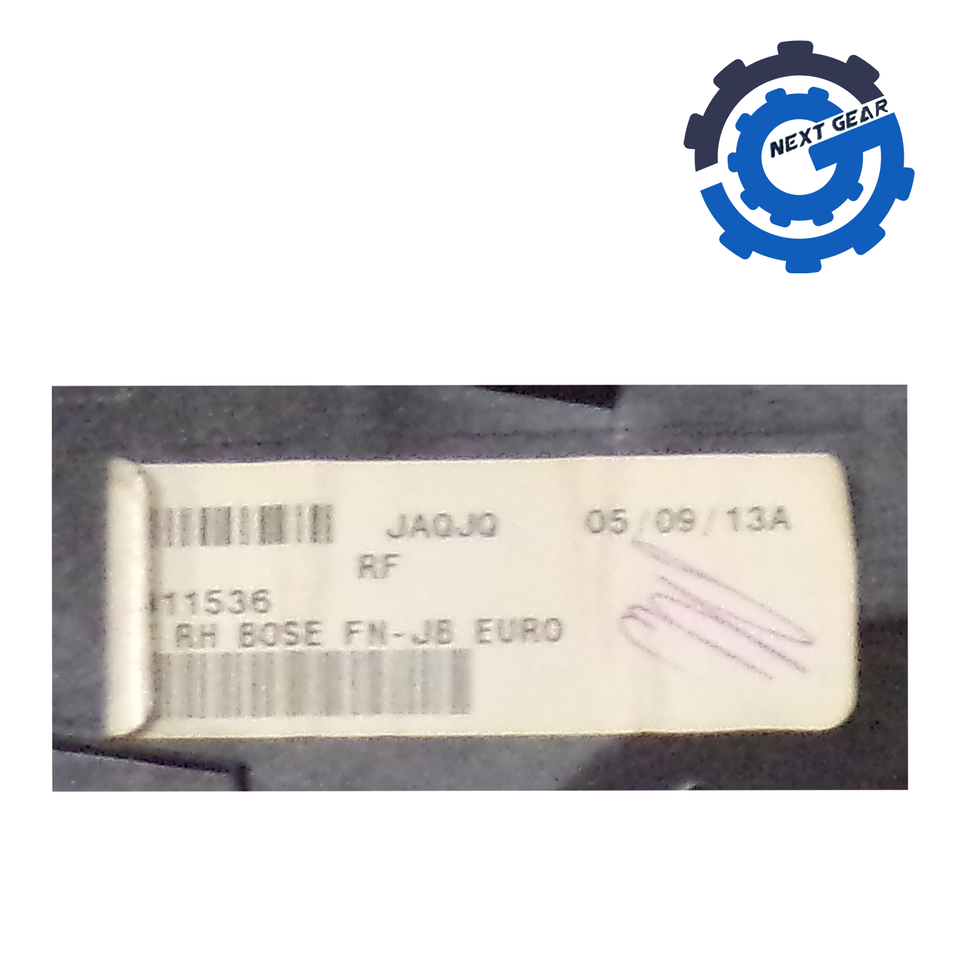 NEXT GEAR
JAQJQ 05/09/13A
RF
11536
RH BOSE FN-JB EURO